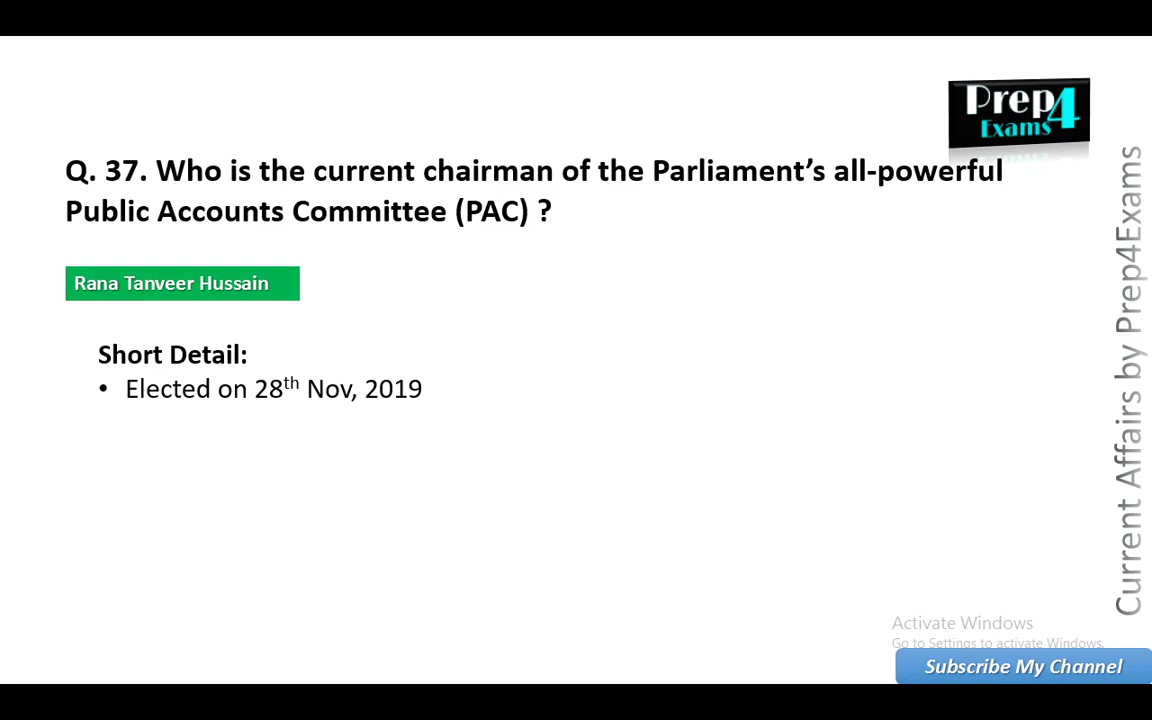 Prep4
Exams
Q. 37. Who is the current chairman of the Parliament’s all-powerful
Public Accounts Committee (PAC) ?
Rana Tanveer Hussain
Short Detail:
• Elected on 28th Nov, 2019
Current Affairs by Prep4Exams
Activate Windows
Go to Settings to activate Windows.
Subscribe My Channel